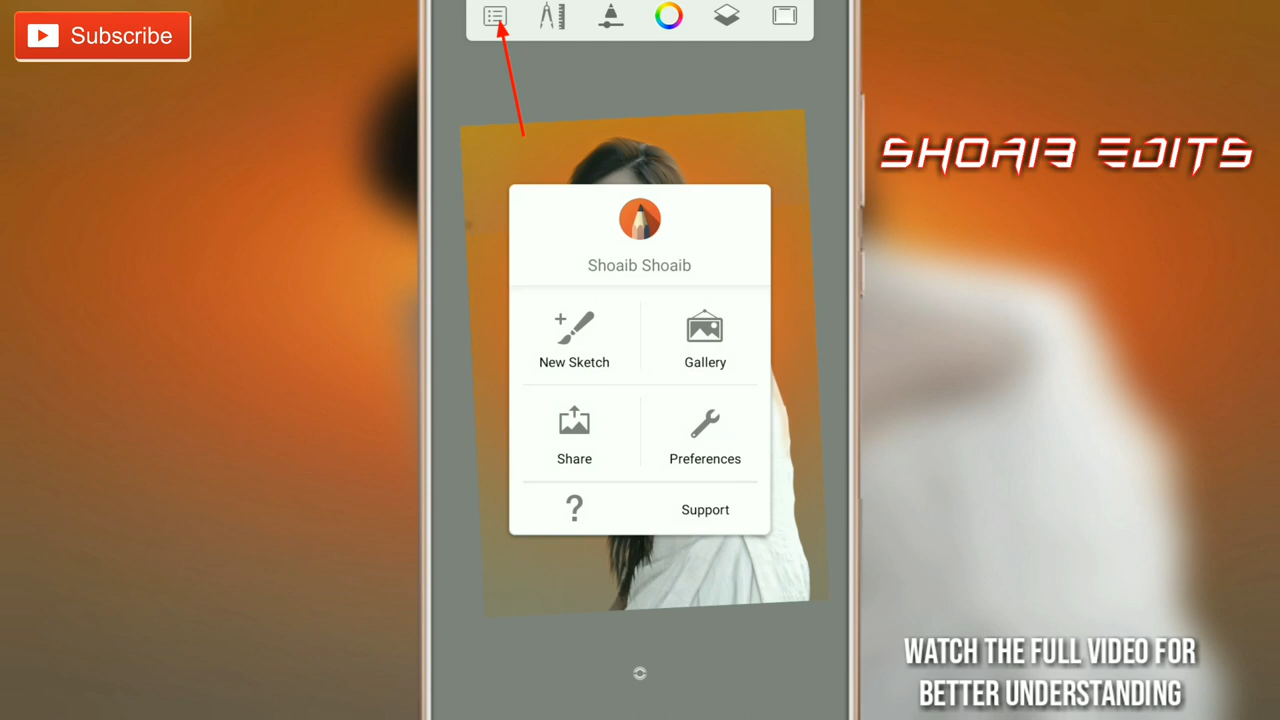 Subscribe
SHOAIB EDITS
Shoaib Shoaib
New Sketch
Gallery
Share
Preferences
?
Support
WATCH THE FULL VIDEO FOR
BETTER UNDERSTANDING